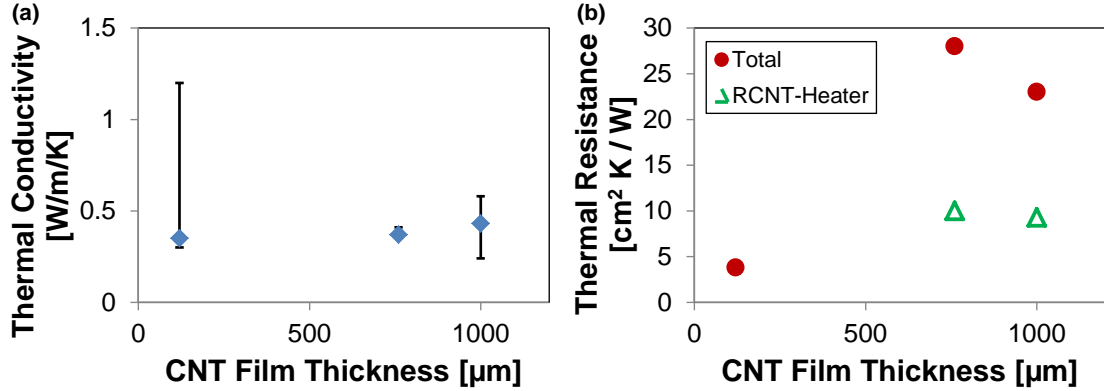 (a)
Thermal Conductivity
[W/m/K]
1.5
1
0.5
0
0
500
1000
CNT Film Thickness [µm]
(b)
Thermal Resistance
[cm² K / W]
30
25
20
15
10
5
0
Total
RCNT-Heater
0
500
1000
CNT Film Thickness [µm]